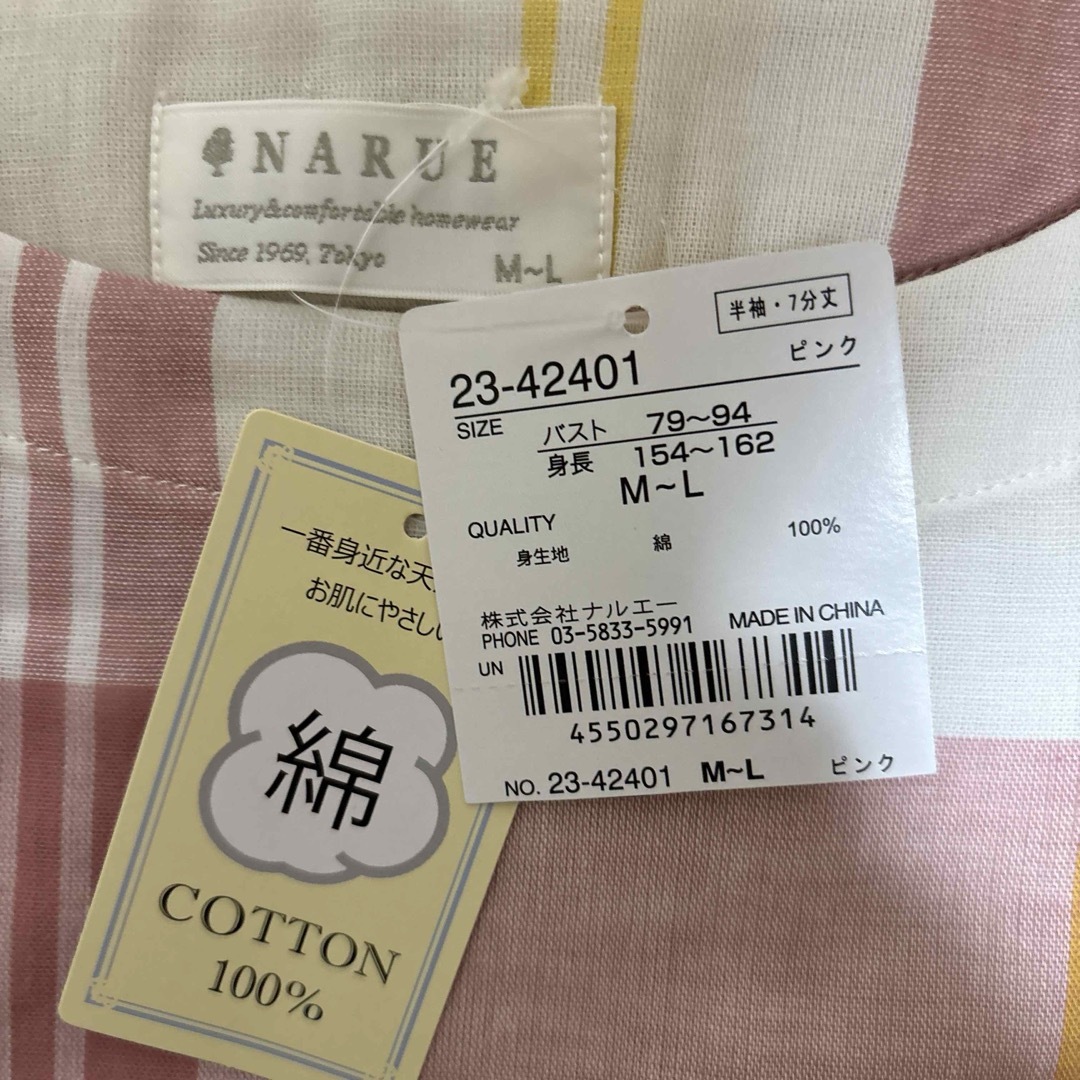 NARUE
Luxury&comfortable homewear
Since 1969, Tokyo
M~L
半袖・7分丈
23-42401 ピンク
SIZE バスト 79~94
身長 154~162
M~L
QUALITY
身生地 綿 100%
株式会社ナルエー
PHONE 03-5833-5991 MADE IN CHINA
UN
4550297167314
NO. 23-42401 M~L ピンク
一番身近な天
お肌にやさしい
綿
COTTON
100%